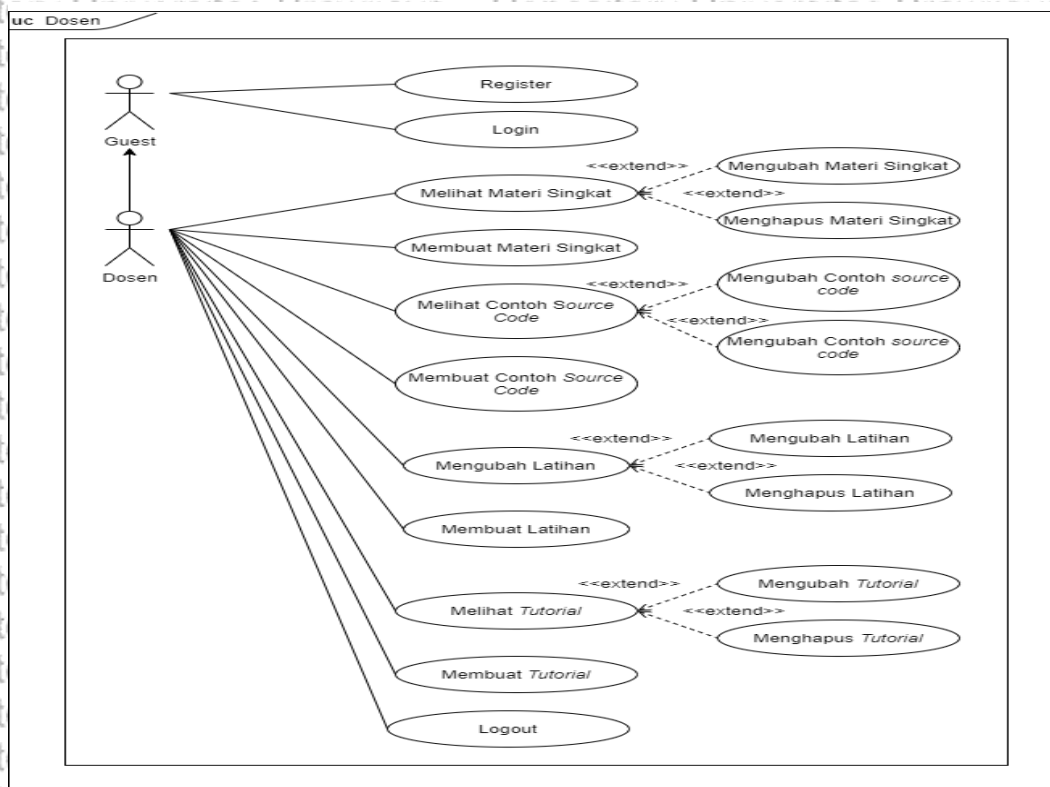 uc Dosen
Register
Guest
Login
<<extend>>
Mengubah Materi Singkat
Melihat Materi Singkat
<<extend>>
Menghapus Materi Singkat
Dosen
Membuat Materi Singkat
<<extend>>
Mengubah Contoh source
code
Melihat Contoh Source
Code
<<extend>>
Mengubah Contoh source
code
Membuat Contoh Source
Code
<<extend>>
Mengubah Latihan
Mengubah Latihan
<<extend>>
Menghapus Latihan
Membuat Latihan
<<extend>>
Mengubah Tutorial
Melihat Tutorial
<<extend>>
Menghapus Tutorial
Membuat Tutorial
Logout